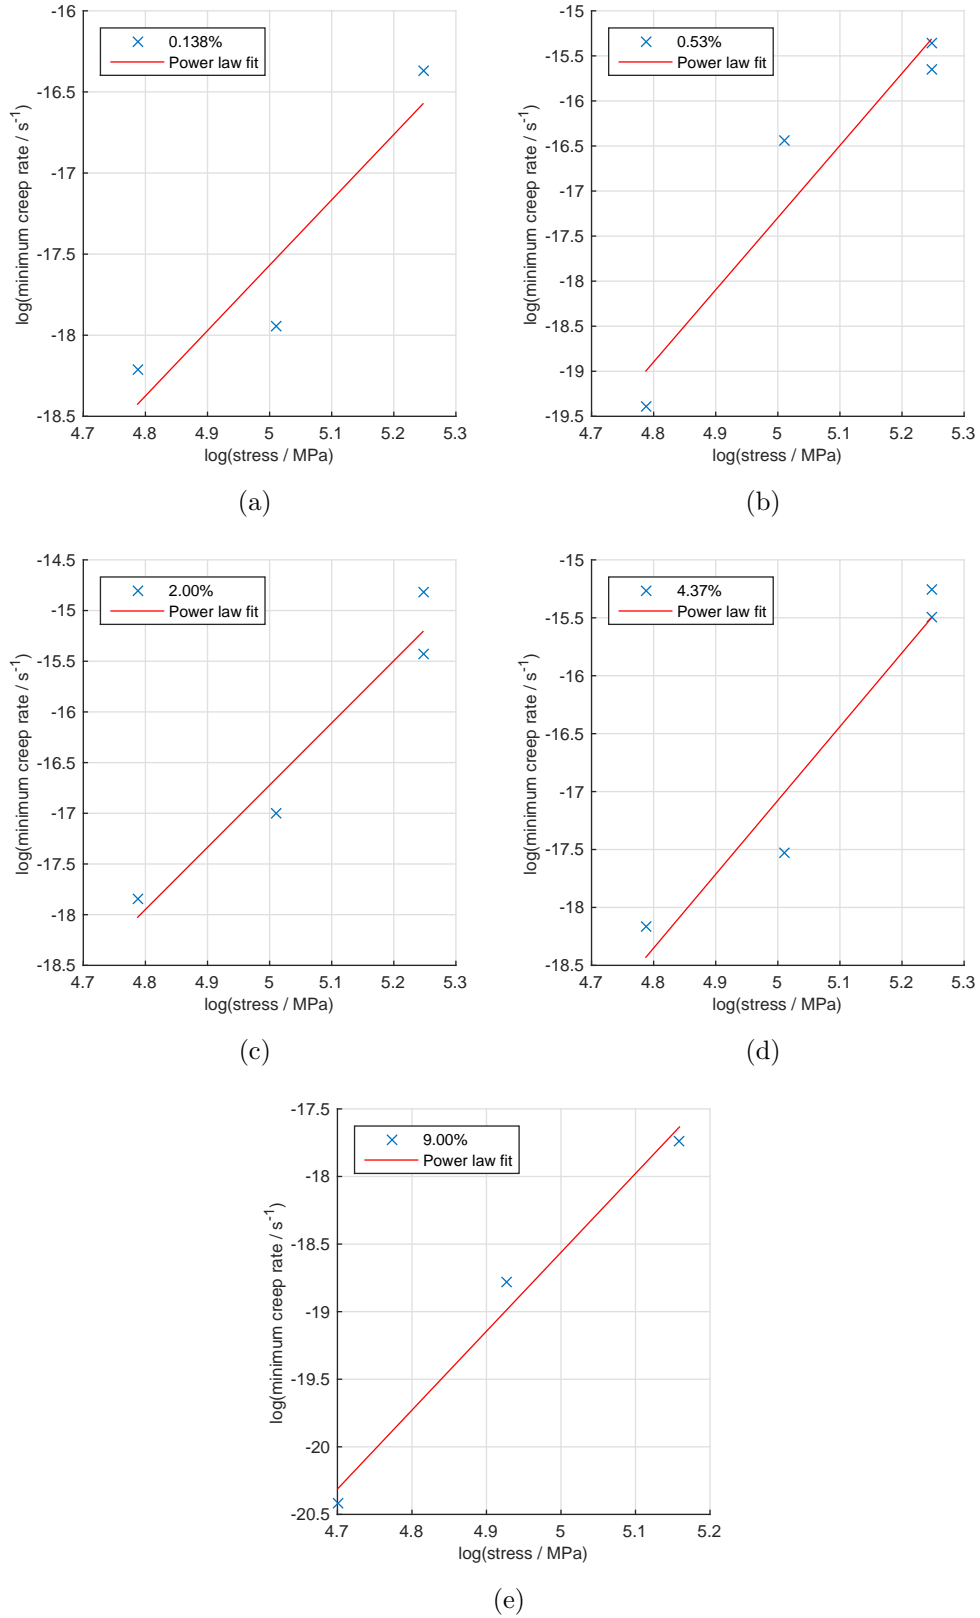 -16
-16.5
-17
-17.5
-18
-18.5
4.7 4.8 4.9 5 5.1 5.2 5.3
log(stress / MPa)
log(minimum creep rate / s⁻¹)
0.138%
Power law fit
(a)
-15
-15.5
-16
-16.5
-17
-17.5
-18
-18.5
-19
-19.5
4.7 4.8 4.9 5 5.1 5.2 5.3
log(stress / MPa)
log(minimum creep rate / s⁻¹)
0.53%
Power law fit
(b)
-14.5
-15
-15.5
-16
-16.5
-17
-17.5
-18
-18.5
4.7 4.8 4.9 5 5.1 5.2 5.3
log(stress / MPa)
log(minimum creep rate / s⁻¹)
2.00%
Power law fit
(c)
-15
-15.5
-16
-16.5
-17
-17.5
-18
-18.5
4.7 4.8 4.9 5 5.1 5.2 5.3
log(stress / MPa)
log(minimum creep rate / s⁻¹)
4.37%
Power law fit
(d)
-17.5
-18
-18.5
-19
-19.5
-20
-20.5
4.7 4.8 4.9 5 5.1 5.2
log(stress / MPa)
log(minimum creep rate / s⁻¹)
9.00%
Power law fit
(e)